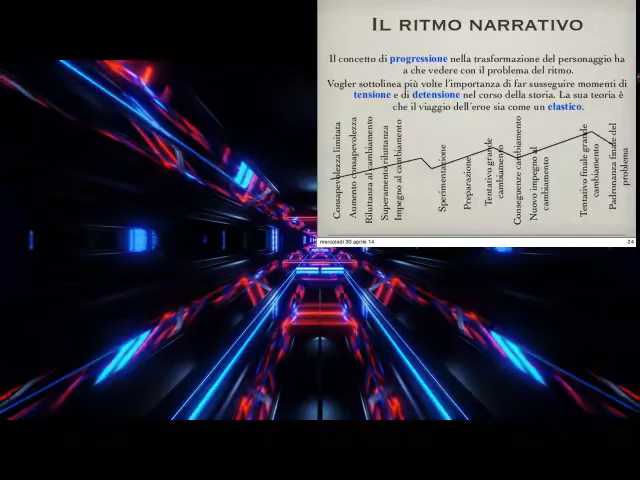 IL RITMO NARRATIVO
Il concetto di progressione nella trasformazione del personaggio ha
a che vedere con il problema del ritmo.
Vogler sottolinea più volte l'importanza di far susseguire momenti di
tensione e di detensione nel corso della storia. La sua teoria è
che il viaggio dell'eroe sia come un elastico.
Consapevolezza limitata
Aumento consapevolezza
Riluttanza al cambiamento
Superamento riluttanza
Impegno al cambiamento
Sperimentazione
Preparazione
Tentativo grande
cambiamento
Conseguenze cambiamento
Nuovo impegno al
cambiamento
Tentativo finale grande
cambiamento
Padronanza finale del
problema
mercoledì 30 aprile 14
24